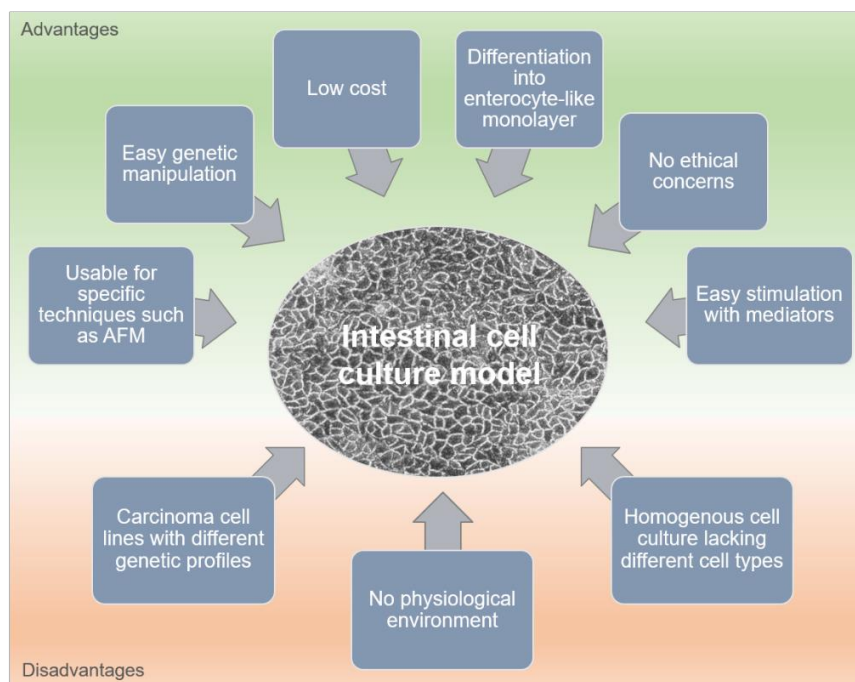 Advantages
Low cost
Differentiation
into
enterocyte-like
monolayer
Easy genetic
manipulation
No ethical
concerns
Usable for
specific
techniques such
as AFM
Easy stimulation
with mediators
Intestinal cell
culture model
Carcinoma cell
lines with different
genetic profiles
No physiological
environment
Homogenous cell
culture lacking
different cell types
Disadvantages